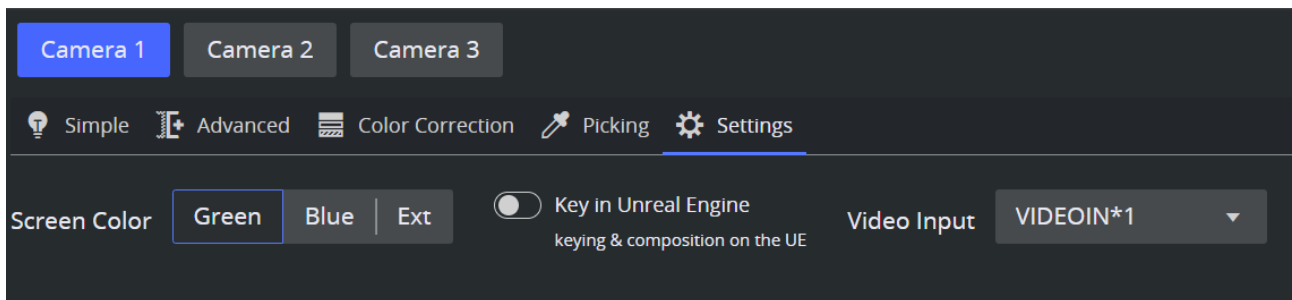 Camera 1 Camera 2 Camera 3
Simple Advanced Color Correction Picking Settings
Screen Color Green Blue Ext Key in Unreal Engine Video Input VIDEOIN*1
keying & composition on the UE